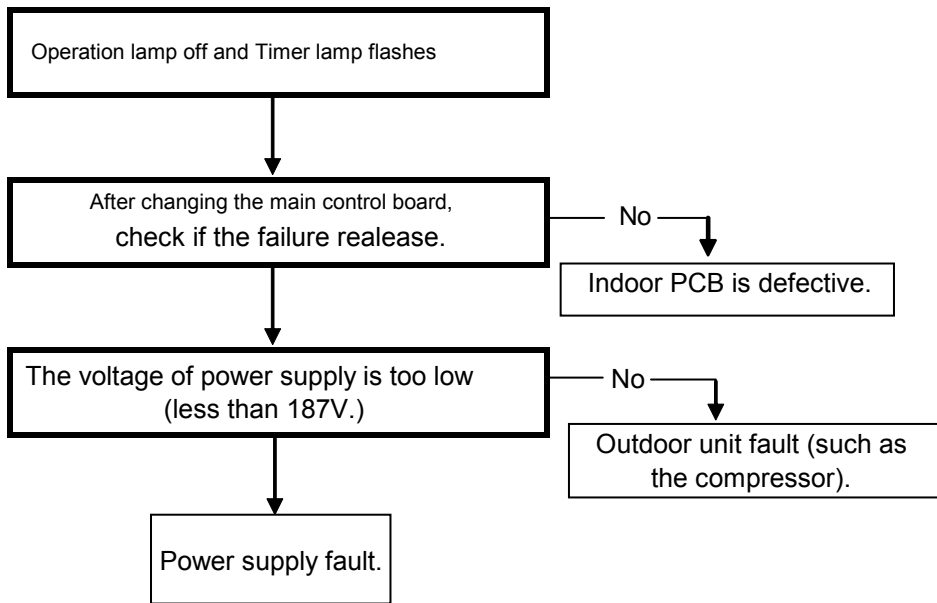 Operation lamp off and Timer lamp flashes
After changing the main control board,
check if the failure realease.
No
Indoor PCB is defective.
The voltage of power supply is too low
(less than 187V.)
No
Outdoor unit fault (such as
the compressor).
Power supply fault.